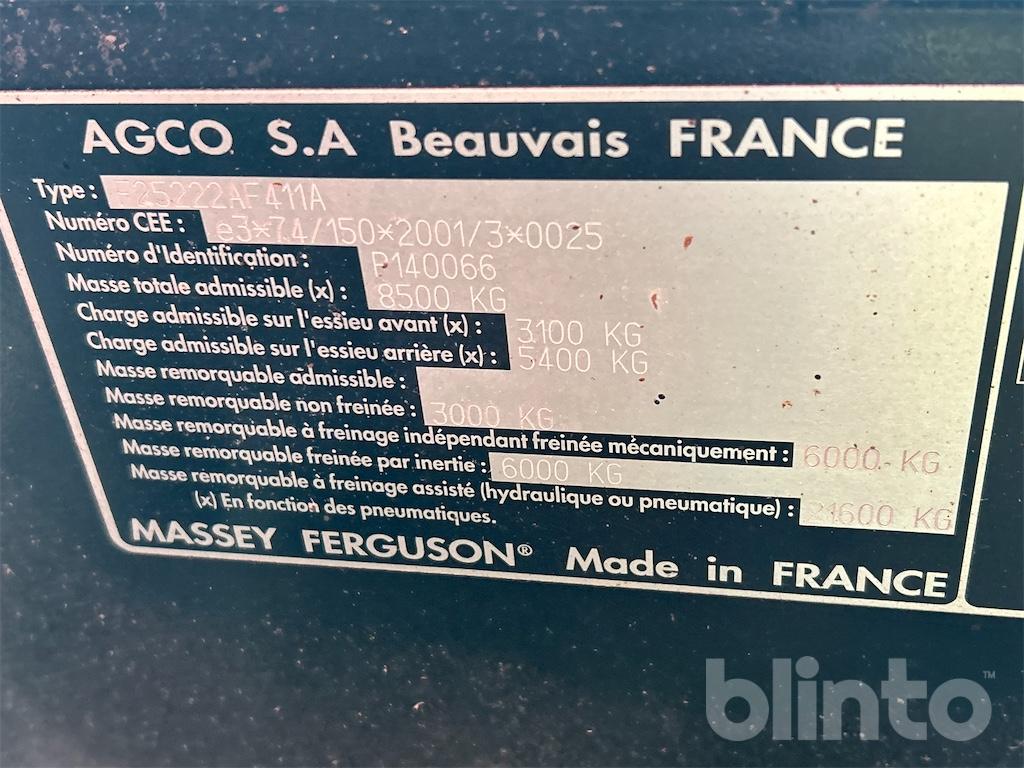 AGCO S.A Beauvais FRANCE
Type : F25222AF411A
Numéro CEE : e3*74/150*2001/3*0025
Numéro d'Identification : P140066
Masse totale admissible (x) : 8500 KG
Charge admissible sur l'essieu avant (x) : 3100 KG
Charge admissible sur l'essieu arrière (x) : 5400 KG
Masse remorquable admissible :
Masse remorquable non freinée : 3000 KG
Masse remorquable à freinage indépendant freinée mécaniquement : 6000 KG
Masse remorquable freinée par inertie : 6000 KG
Masse remorquable à freinage assisté (hydraulique ou pneumatique) : 21600 KG
(x) En fonction des pneumatiques.
MASSEY FERGUSON® Made in FRANCE
blinto™